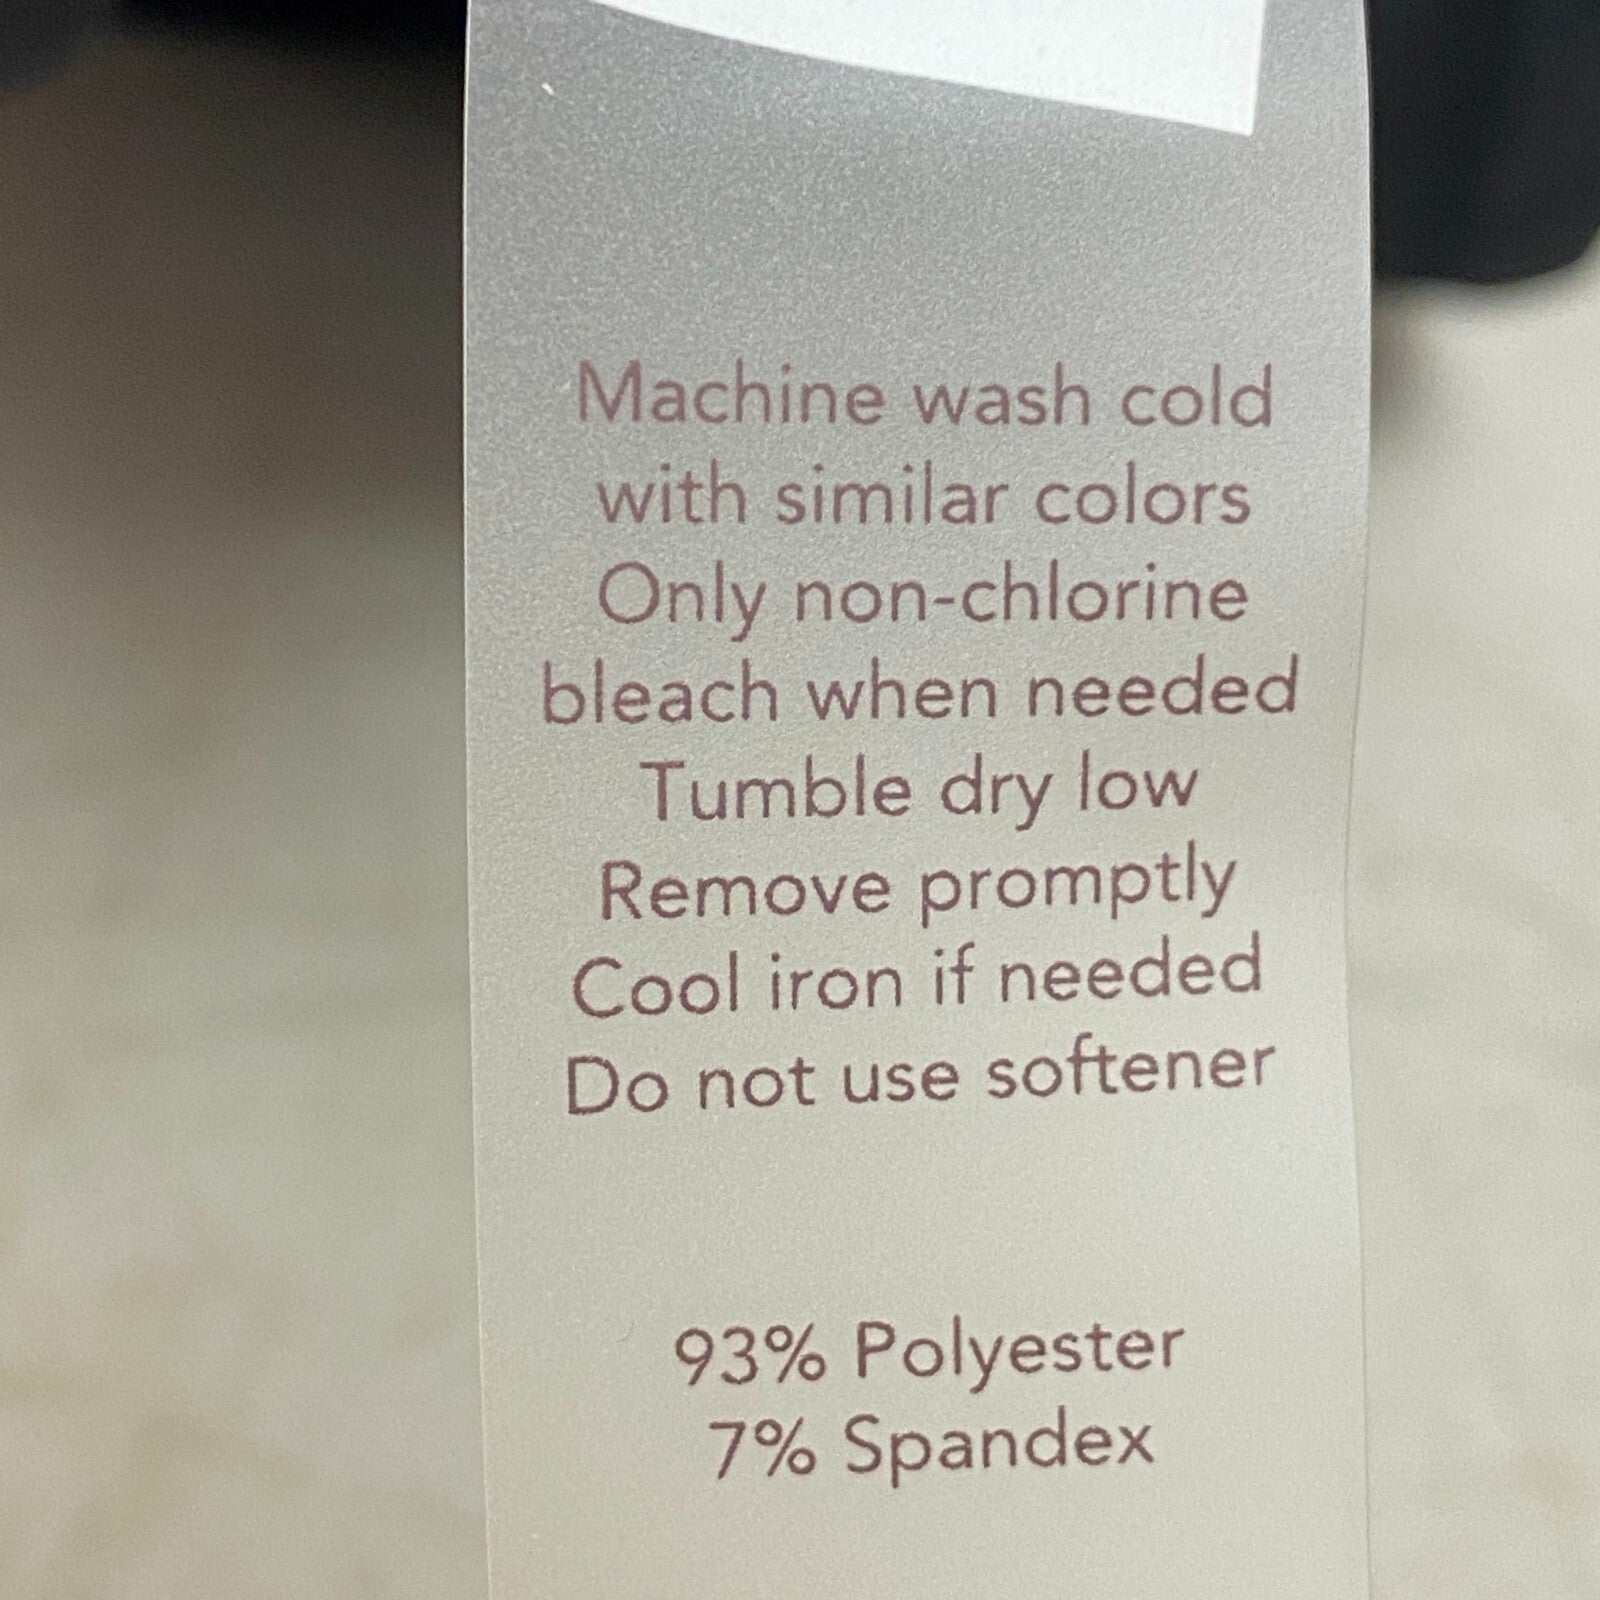 Machine wash cold
with similar colors
Only non-chlorine
bleach when needed
Tumble dry low
Remove promptly
Cool iron if needed
Do not use softener
93% Polyester
7% Spandex